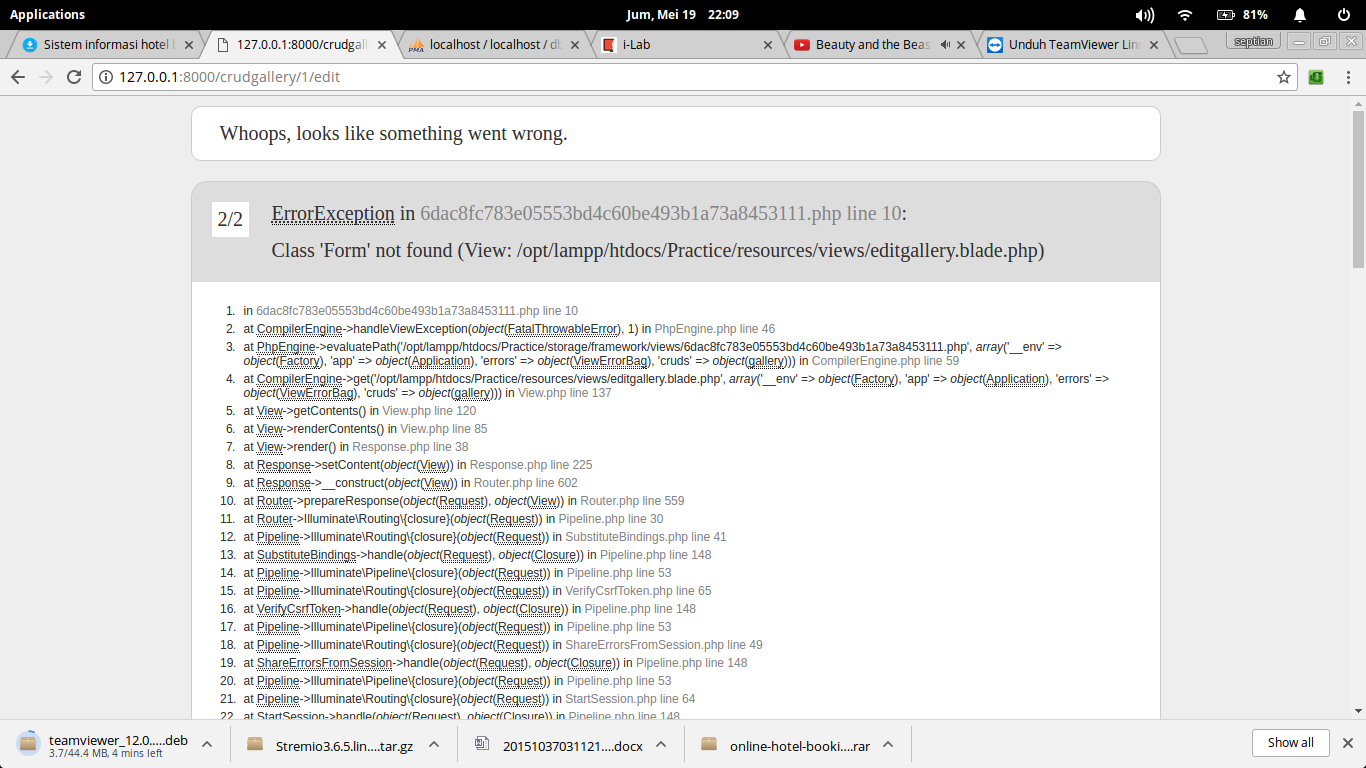 Applications
Jum, Mei 19 22:09
81%
Sistem informasi hotel
127.0.0.1:8000/crudgall
localhost / localhost / d
i-Lab
Beauty and the Beas
Unduh TeamViewer Lin
septian
127.0.0.1:8000/crudgallery/1/edit
Whoops, looks like something went wrong.
2/2
ErrorException in 6dac8fc783e05553bd4c60be493b1a73a8453111.php line 10:
Class 'Form' not found (View: /opt/lampp/htdocs/Practice/resources/views/editgallery.blade.php)
1. in 6dac8fc783e05553bd4c60be493b1a73a8453111.php line 10
2. at CompilerEngine->handleViewException(object(FatalThrowableError), 1) in PhpEngine.php line 46
3. at PhpEngine->evaluatePath('/opt/lampp/htdocs/Practice/storage/framework/views/6dac8fc783e05553bd4c60be493b1a73a8453111.php', array('__env' =>
object(Factory), 'app' => object(Application), 'errors' => object(ViewErrorBag), 'cruds' => object(gallery))) in CompilerEngine.php line 59
4. at CompilerEngine->get('/opt/lampp/htdocs/Practice/resources/views/editgallery.blade.php', array('__env' => object(Factory), 'app' => object(Application), 'errors' =>
object(ViewErrorBag), 'cruds' => object(gallery))) in View.php line 137
5. at View->getContents() in View.php line 120
6. at View->renderContents() in View.php line 85
7. at View->render() in Response.php line 38
8. at Response->setContent(object(View)) in Response.php line 225
9. at Response->__construct(object(View)) in Router.php line 602
10. at Router->prepareResponse(object(Request), object(View)) in Router.php line 559
11. at Router->Illuminate\Routing\{closure}(object(Request)) in Pipeline.php line 30
12. at Pipeline->Illuminate\Routing\{closure}(object(Request)) in SubstituteBindings.php line 41
13. at SubstituteBindings->handle(object(Request), object(Closure)) in Pipeline.php line 148
14. at Pipeline->Illuminate\Pipeline\{closure}(object(Request)) in Pipeline.php line 53
15. at Pipeline->Illuminate\Routing\{closure}(object(Request)) in VerifyCsrfToken.php line 65
16. at VerifyCsrfToken->handle(object(Request), object(Closure)) in Pipeline.php line 148
17. at Pipeline->Illuminate\Pipeline\{closure}(object(Request)) in Pipeline.php line 53
18. at Pipeline->Illuminate\Routing\{closure}(object(Request)) in ShareErrorsFromSession.php line 49
19. at ShareErrorsFromSession->handle(object(Request), object(Closure)) in Pipeline.php line 148
20. at Pipeline->Illuminate\Pipeline\{closure}(object(Request)) in Pipeline.php line 53
21. at Pipeline->Illuminate\Routing\{closure}(object(Request)) in StartSession.php line 64
22. at StartSession->handle(object(Request), object(Closure)) in Pipeline.php line 148
teamviewer_12.0.....deb
3.7/44.4 MB, 4 mins left
Stremio3.6.5.lin....tar.gz
20151037031121....docx
online-hotel-booki....rar
Show all